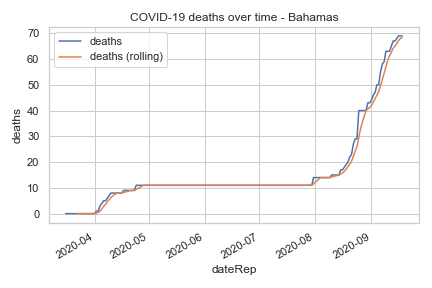 COVID-19 deaths over time - Bahamas
deaths
deaths (rolling)
70
60
50
40
30
20
10
0
deaths
2020-04
2020-05
2020-06
2020-07
2020-08
2020-09
dateRep